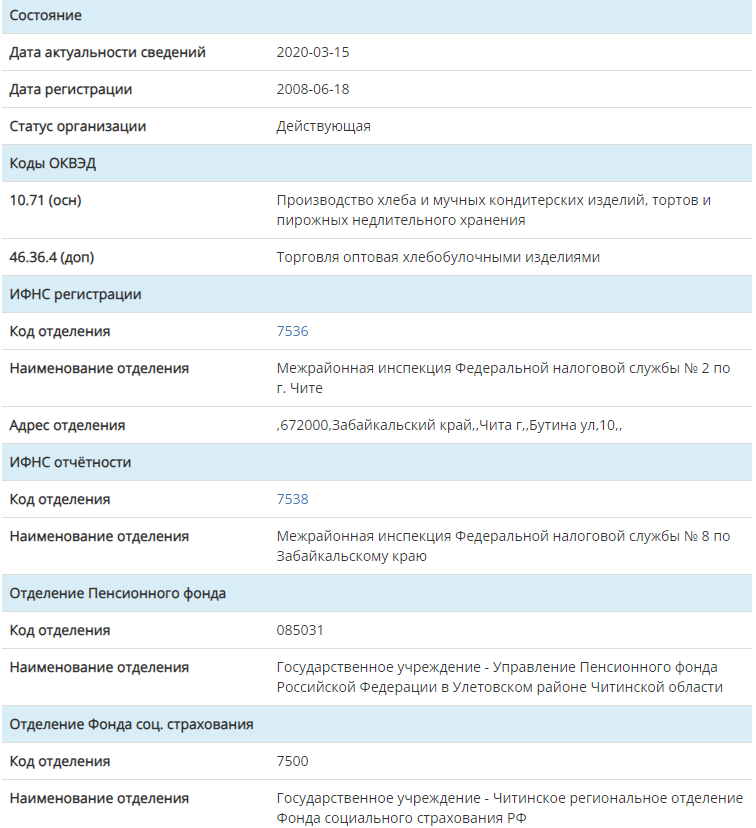 Состояние
Дата актуальности сведений 2020-03-15
Дата регистрации 2008-06-18
Статус организации Действующая
Коды ОКВЭД
10.71 (осн) Производство хлеба и мучных кондитерских изделий, тортов и
пирожных недлительного хранения
46.36.4 (доп) Торговля оптовая хлебобулочными изделиями
ИФНС регистрации
Код отделения 7536
Наименование отделения Межрайонная инспекция Федеральной налоговой службы № 2 по
г. Чите
Адрес отделения ,672000,Забайкальский край,,Чита г,,Бутина ул,10,,
ИФНС отчётности
Код отделения 7538
Наименование отделения Межрайонная инспекция Федеральной налоговой службы № 8 по
Забайкальскому краю
Отделение Пенсионного фонда
Код отделения 085031
Наименование отделения Государственное учреждение - Управление Пенсионного фонда
Российской Федерации в Улетовском районе Читинской области
Отделение Фонда соц. страхования
Код отделения 7500
Наименование отделения Государственное учреждение - Читинское региональное отделение
Фонда социального страхования РФ